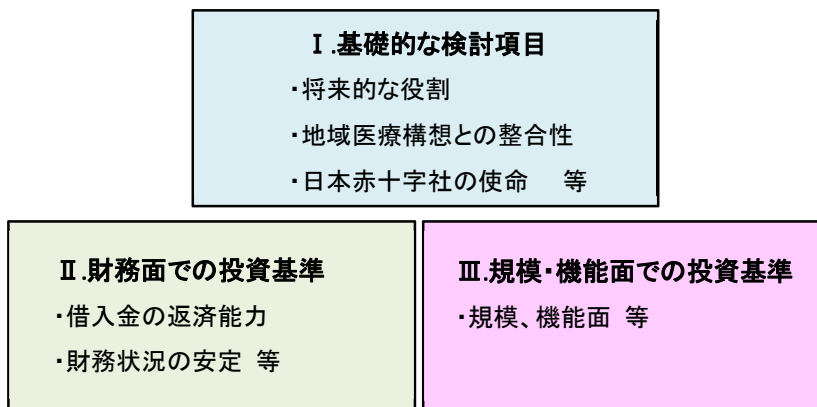 Ⅰ.基礎的な検討項目
・将来的な役割
・地域医療構想との整合性
・日本赤十字社の使命　等
Ⅱ.財務面での投資基準
・借入金の返済能力
・財務状況の安定 等
Ⅲ.規模・機能面での投資基準
・規模、機能面 等